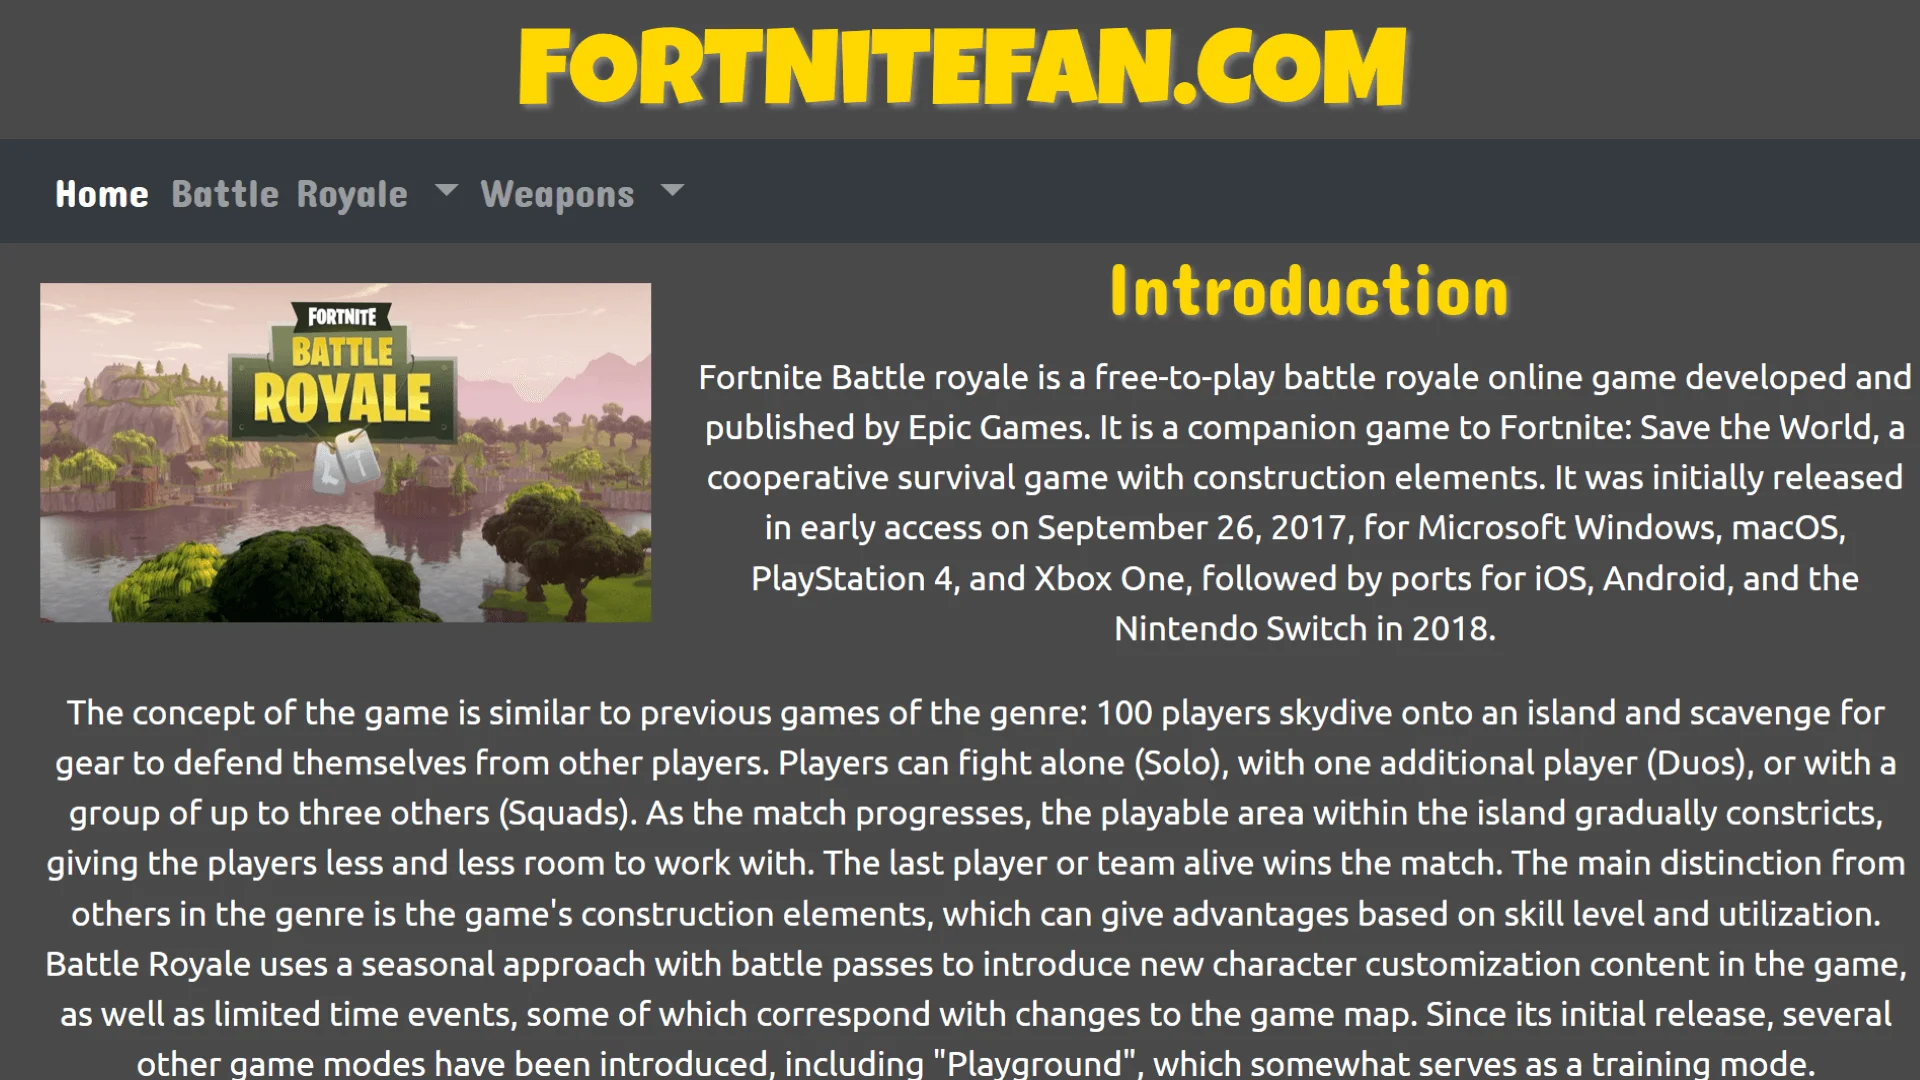 FORTNITEFAN.COM
Home Battle Royale Weapons
Introduction
FORTNITE
BATTLE
ROYALE
Fortnite Battle royale is a free-to-play battle royale online game developed and
published by Epic Games. It is a companion game to Fortnite: Save the World, a
cooperative survival game with construction elements. It was initially released
in early access on September 26, 2017, for Microsoft Windows, macOS,
PlayStation 4, and Xbox One, followed by ports for iOS, Android, and the
Nintendo Switch in 2018.
The concept of the game is similar to previous games of the genre: 100 players skydive onto an island and scavenge for
gear to defend themselves from other players. Players can fight alone (Solo), with one additional player (Duos), or with a
group of up to three others (Squads). As the match progresses, the playable area within the island gradually constricts,
giving the players less and less room to work with. The last player or team alive wins the match. The main distinction from
others in the genre is the game's construction elements, which can give advantages based on skill level and utilization.
Battle Royale uses a seasonal approach with battle passes to introduce new character customization content in the game,
as well as limited time events, some of which correspond with changes to the game map. Since its initial release, several
other game modes have been introduced, including "Playground", which somewhat serves as a training mode.